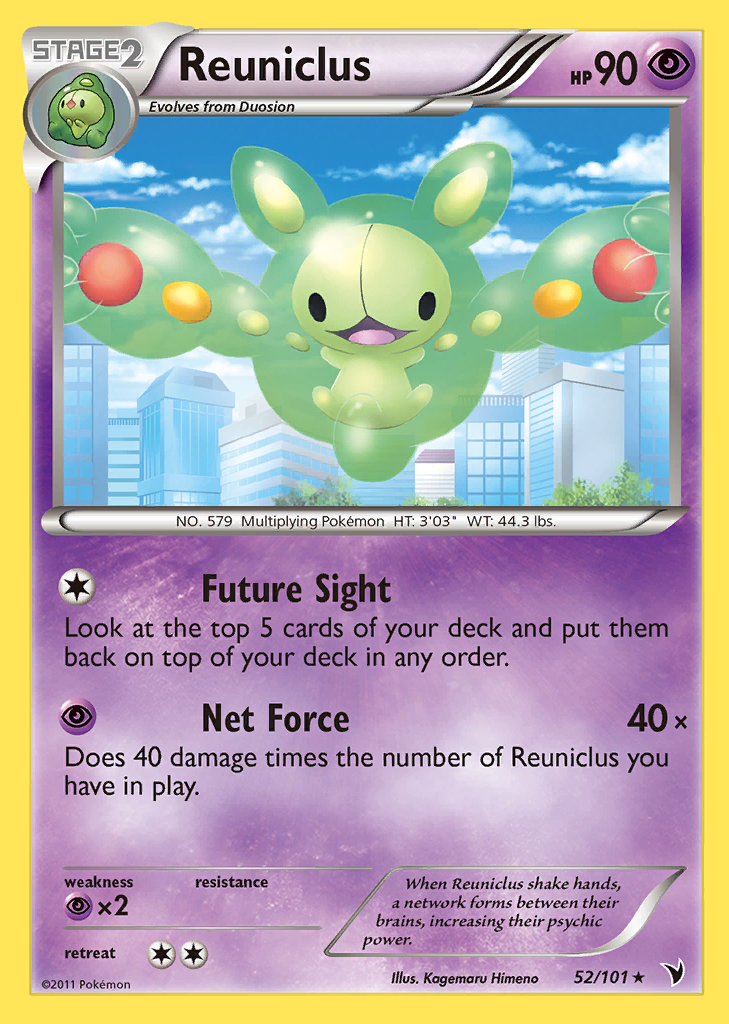 STAGE2
Reuniclus
HP 90
Evolves from Duosion
NO. 579 Multiplying Pokémon HT: 3'03" WT: 44.3 lbs.
Future Sight
Look at the top 5 cards of your deck and put them
back on top of your deck in any order.
Net Force 40×
Does 40 damage times the number of Reuniclus you
have in play.
weakness resistance
×2
retreat
When Reuniclus shake hands,
a network forms between their
brains, increasing their psychic
power.
©2011 Pokémon
Illus. Kagemaru Himeno 52/101 ★